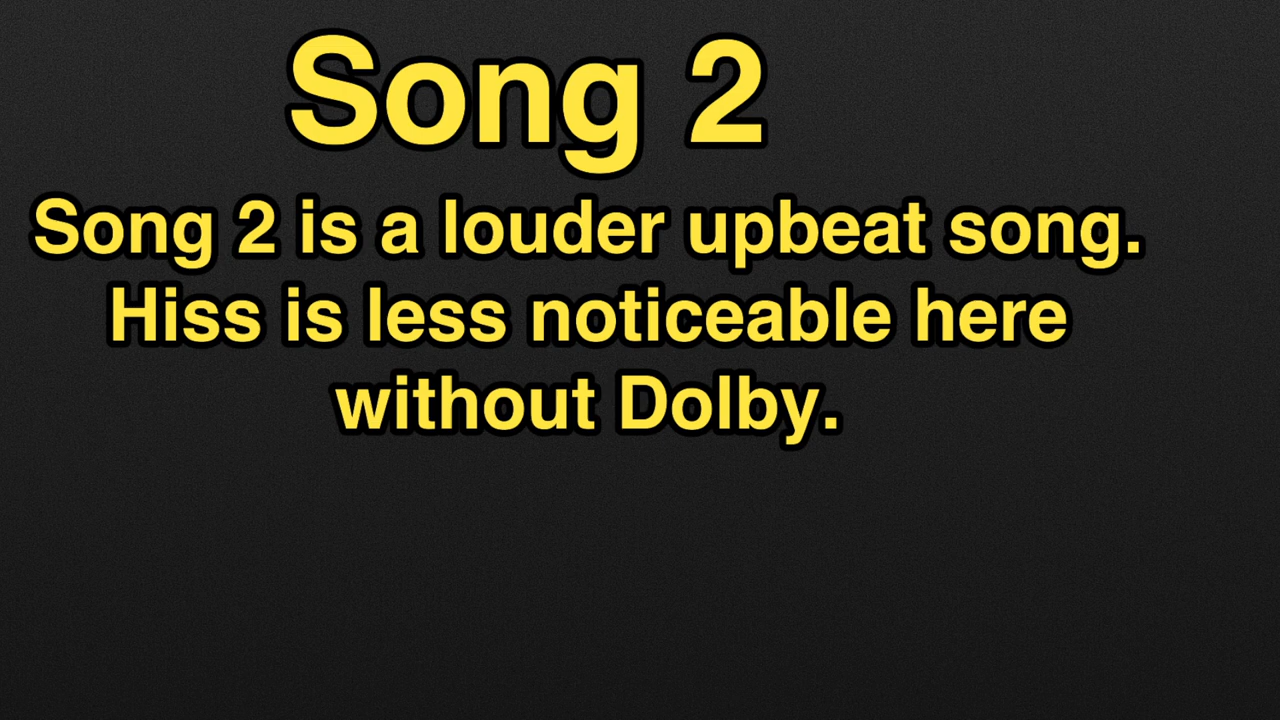 Song 2
Song 2 is a louder upbeat song.
Hiss is less noticeable here
without Dolby.